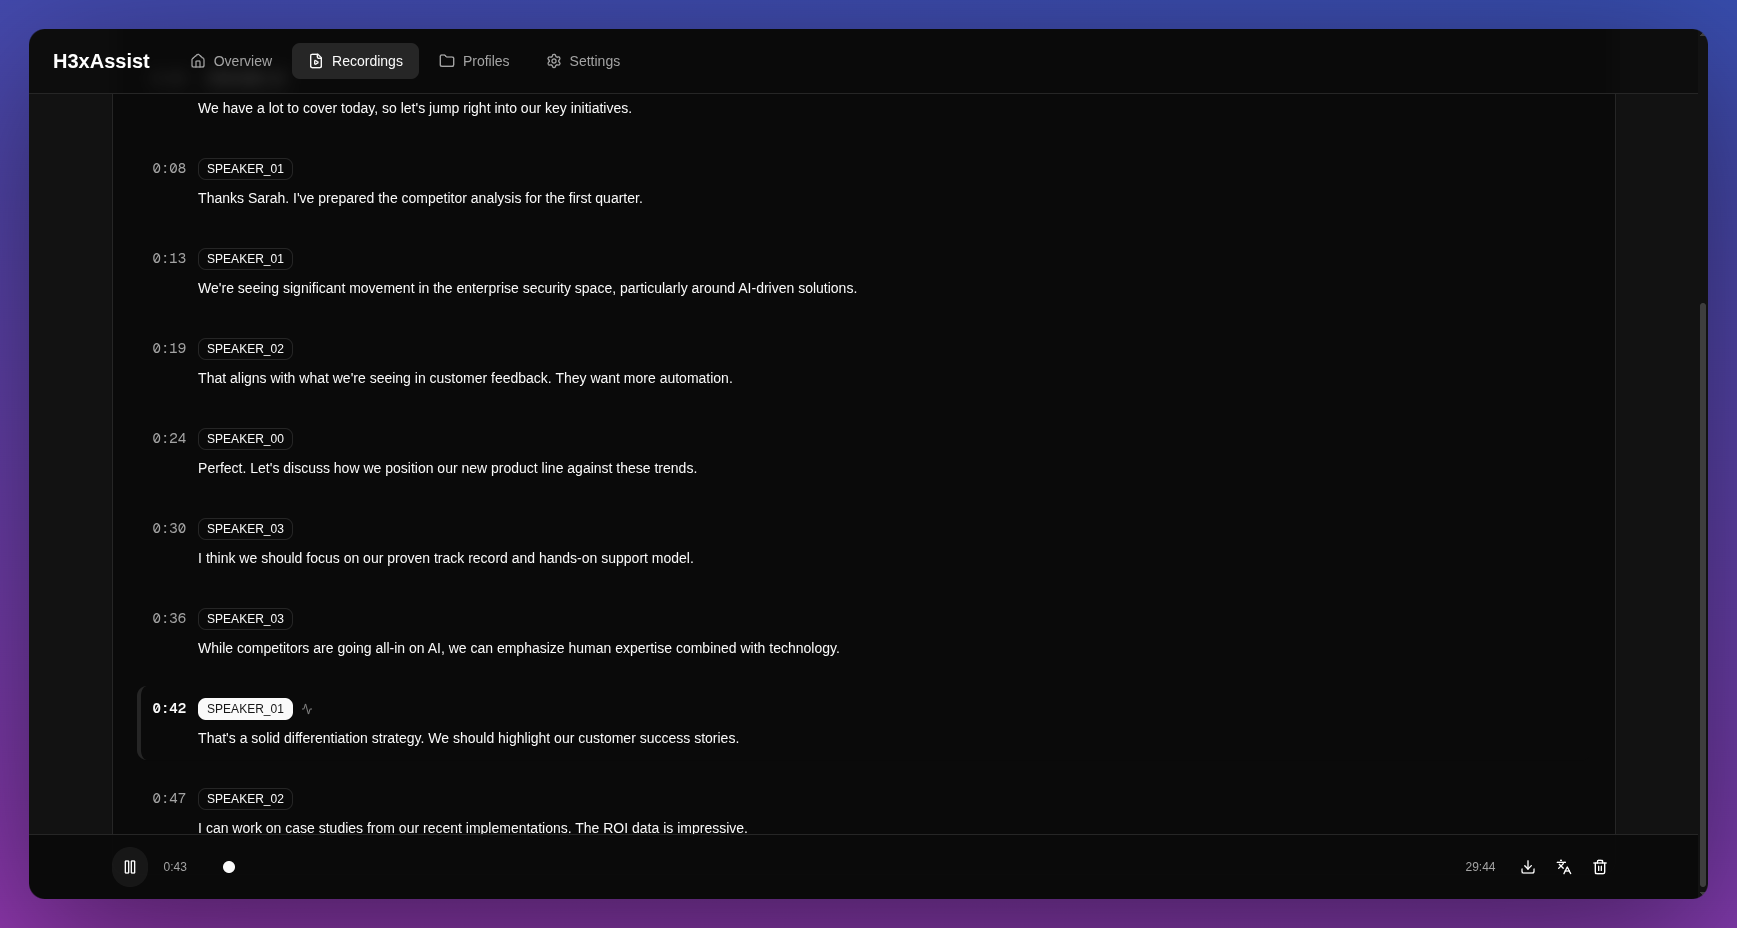 H3xAssist
Overview
Recordings
Profiles
Settings
We have a lot to cover today, so let's jump right into our key initiatives.
0:08 SPEAKER_01
Thanks Sarah. I've prepared the competitor analysis for the first quarter.
0:13 SPEAKER_01
We're seeing significant movement in the enterprise security space, particularly around AI-driven solutions.
0:19 SPEAKER_02
That aligns with what we're seeing in customer feedback. They want more automation.
0:24 SPEAKER_00
Perfect. Let's discuss how we position our new product line against these trends.
0:30 SPEAKER_03
I think we should focus on our proven track record and hands-on support model.
0:36 SPEAKER_03
While competitors are going all-in on AI, we can emphasize human expertise combined with technology.
0:42 SPEAKER_01
That's a solid differentiation strategy. We should highlight our customer success stories.
0:47 SPEAKER_02
I can work on case studies from our recent implementations. The ROI data is impressive.
0:43
29:44